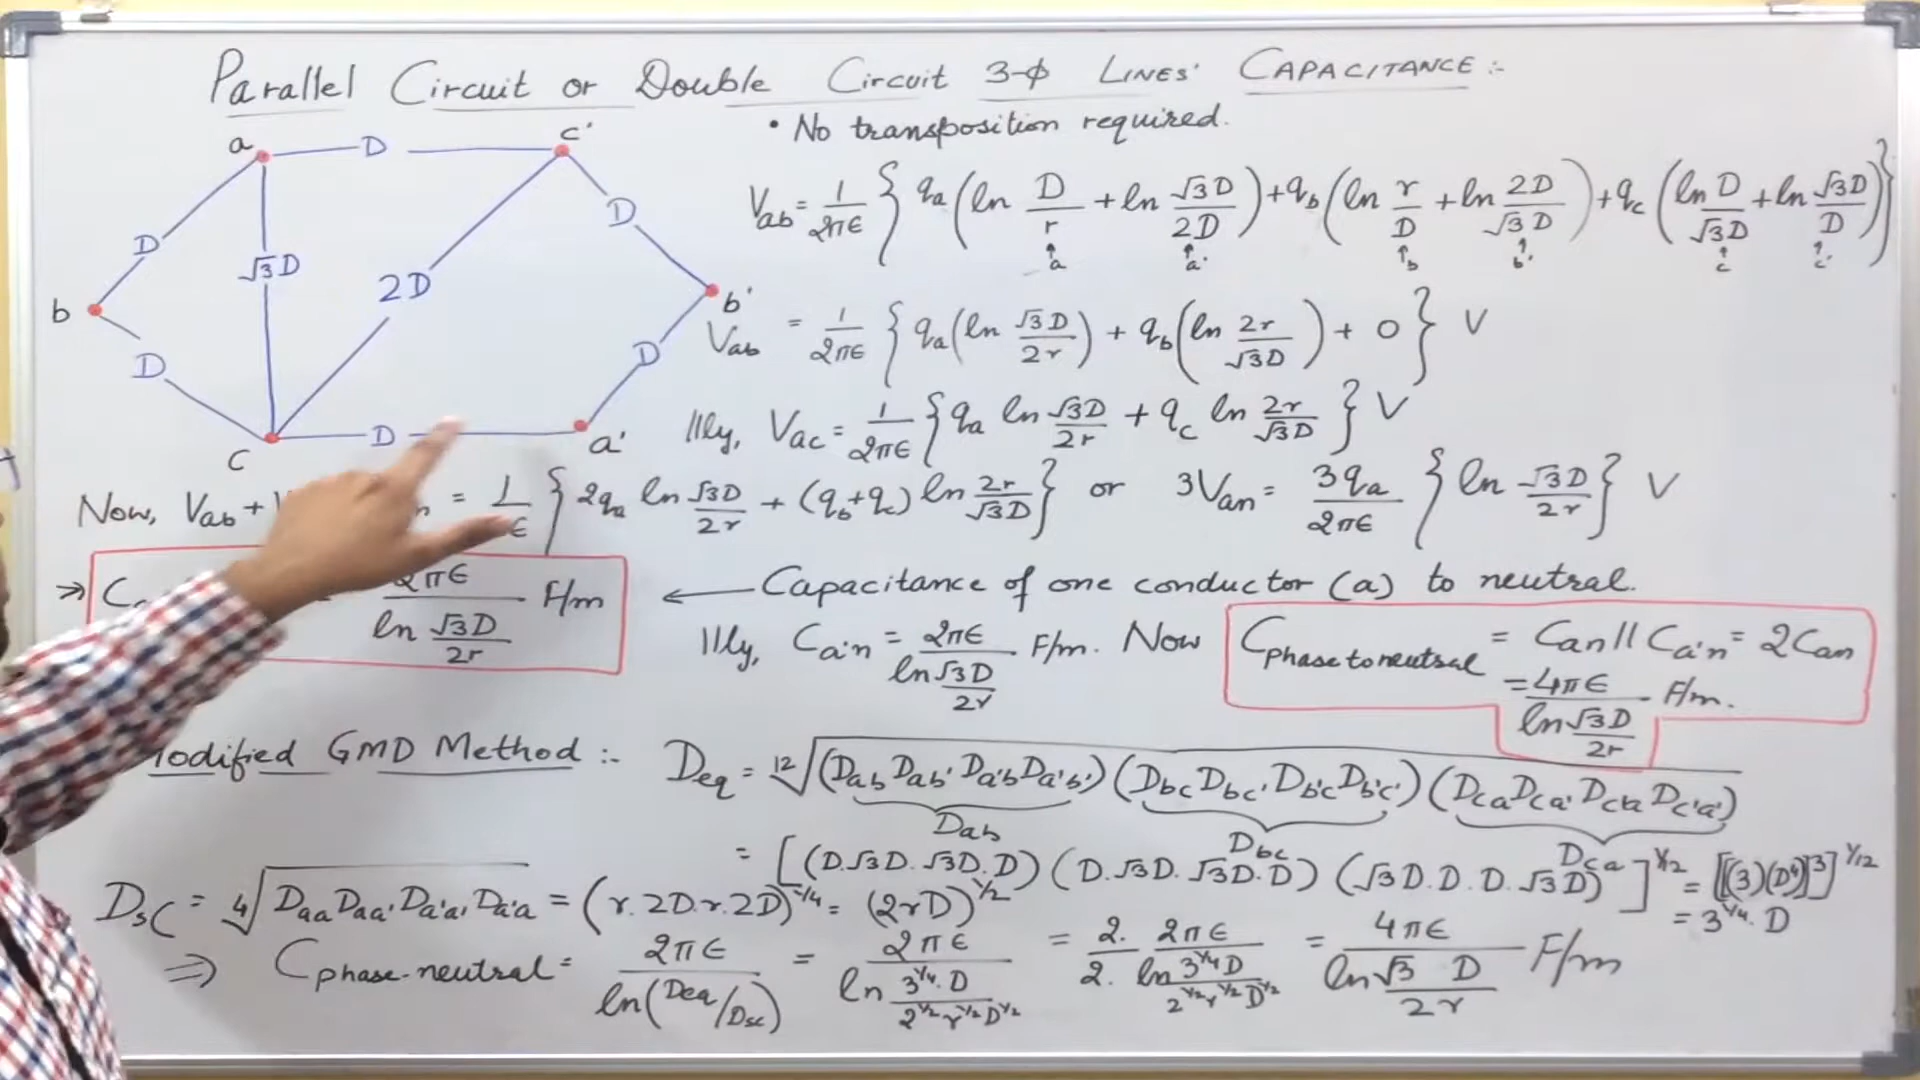 Parallel Circuit or Double Circuit 3-ϕ LINES' CAPACITANCE :-
• No transposition required.
a D c'
D √3D 2D D
b b'
D D
c D a'
Vab = 1/2πϵ { qa (ln D/r + ln √3D/2D) + qb (ln r/D + ln 2D/√3D) + qc (ln D/√3D + ln √3D/D) }
a a' b b' c c'
Vab = 1/2πϵ { qa (ln √3D/2r) + qb (ln 2r/√3D) + 0 } V
IIly, Vac = 1/2πϵ { qa ln √3D/2r + qc ln 2r/√3D } V
Now, Vab + = 1/ϵ { 2qa ln √3D/2r + (qb+qc) ln 2r/√3D } or 3Van = 3qa/2πϵ { ln √3D/2r } V
⇒ C 2πϵ/ln √3D/2r F/m ← Capacitance of one conductor (a) to neutral.
IIly, Ca'n = 2πϵ/ln √3D/2r F/m. Now Cphase to neutral = Can || Ca'n = 2Can
= 4πϵ/ln √3D/2r F/m.
Modified GMD Method :- Deq = ¹²√(Dab Dab' Da'b Da'b') (Dbc Dbc' Db'c Db'c') (Dca Dca' Dc'a Dc'a')
Dab Dbc Dca
= [(D.√3D.√3D.D) (D.√3D.√3D.D) (√3D.D.D.√3D)]^1/12 = [[(3)(D⁴)]³]^1/12
= 3^1/4. D
Dsc = ⁴√Daa Daa' Da'a' Da'a = (r.2D.r.2D)^1/4 = (2rD)^1/2
⇒ Cphase-neutral = 2πϵ/ln(Deq/Dsc) = 2πϵ/ln 3^1/4.D/2^1/2 r^1/2 D^1/2 = 2./2. 2πϵ/ln 3^1/4 D/2^1/2 r^1/2 D^1/2 = 4πϵ/ln √3 D/2r F/m